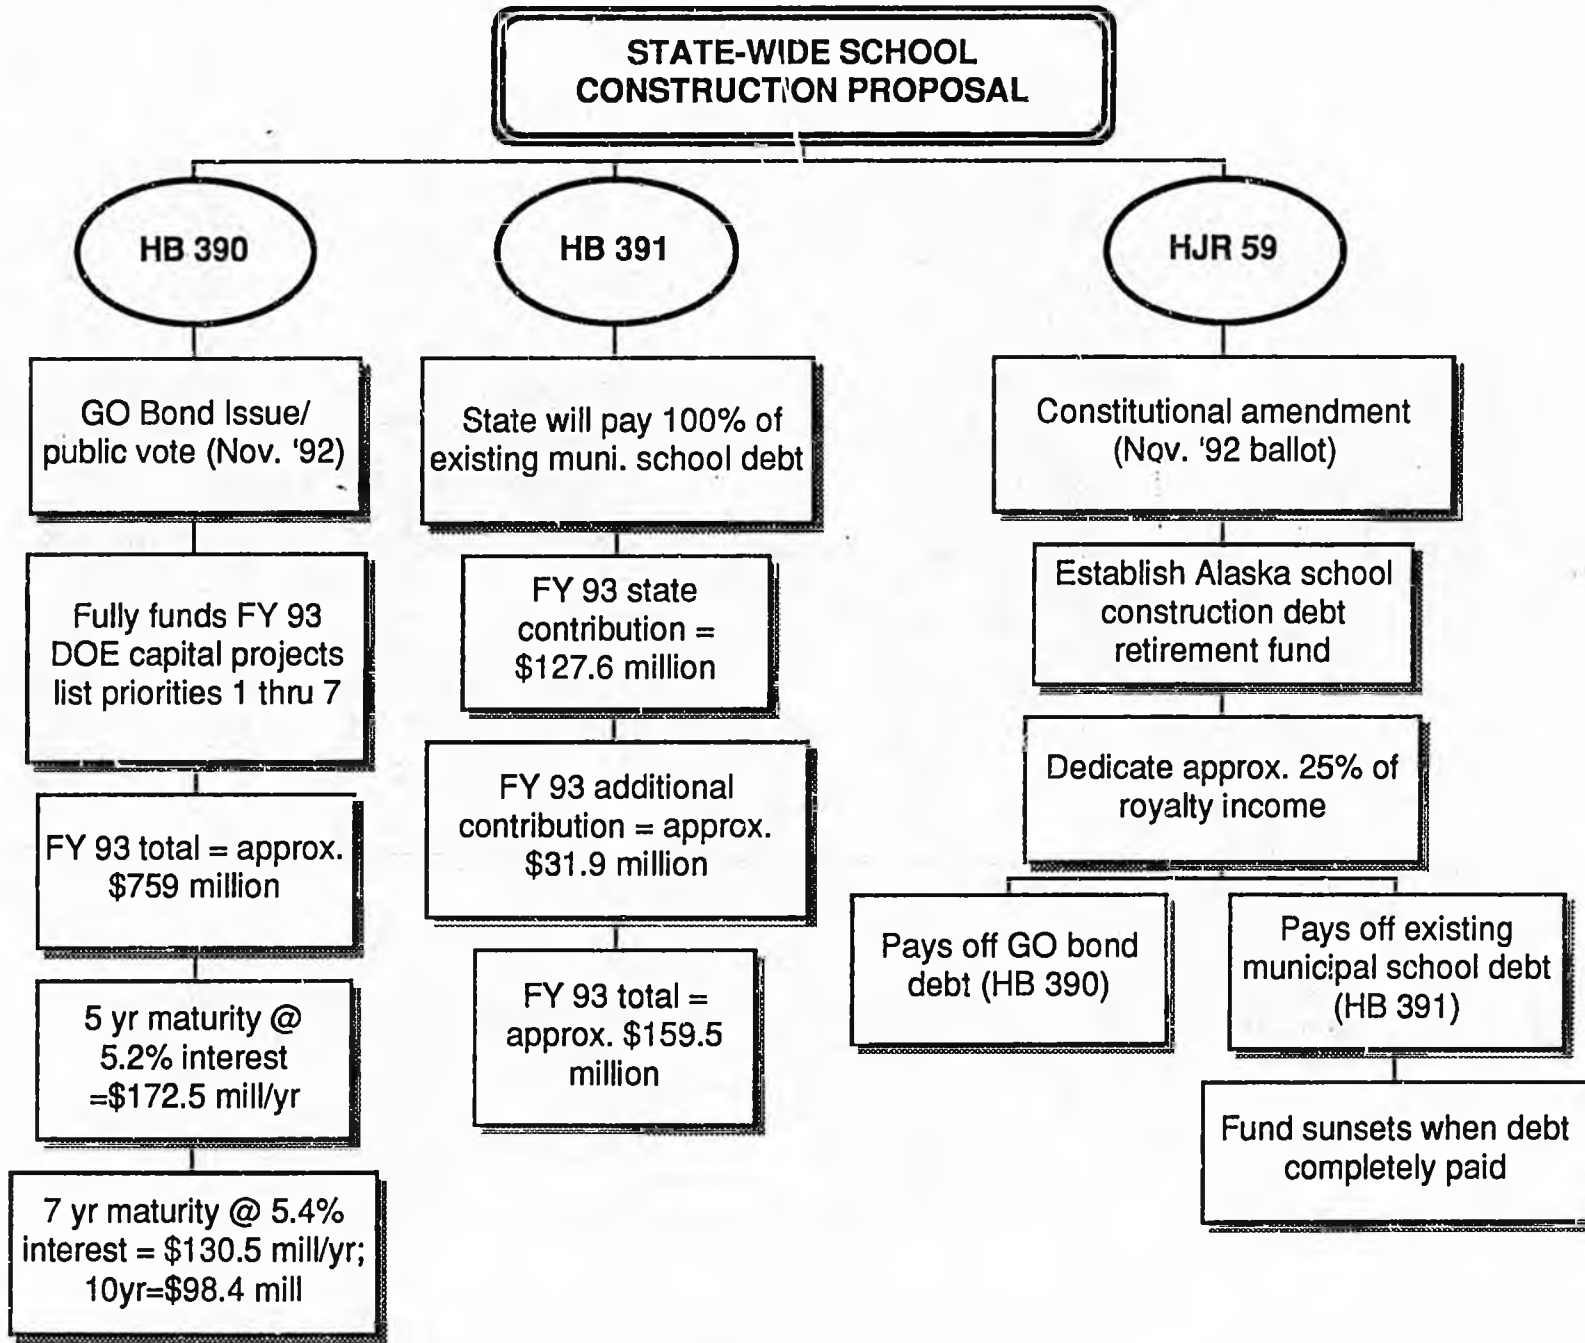 STATE-WIDE SCHOOL
CONSTRUCTION PROPOSAL
HB 390
GO Bond Issue/
public vote (Nov. '92)
Fully funds FY 93
DOE capital projects
list priorities 1 thru 7
FY 93 total = approx.
$759 million
5 yr maturity @
5.2% interest
=$172.5 mill/yr
7 yr maturity @ 5.4%
interest = $130.5 mill/yr;
10yr=$98.4 mill
HB 391
State will pay 100% of
existing muni. school debt
FY 93 state
contribution =
$127.6 million
FY 93 additional
contribution = approx.
$31.9 million
FY 93 total =
approx. $159.5
million
HJR 59
Constitutional amendment
(Nov. '92 ballot)
Establish Alaska school
construction debt
retirement fund
Dedicate approx. 25% of
royalty income
Pays off GO bond
debt (HB 390)
Pays off existing
municipal school debt
(HB 391)
Fund sunsets when debt
completely paid